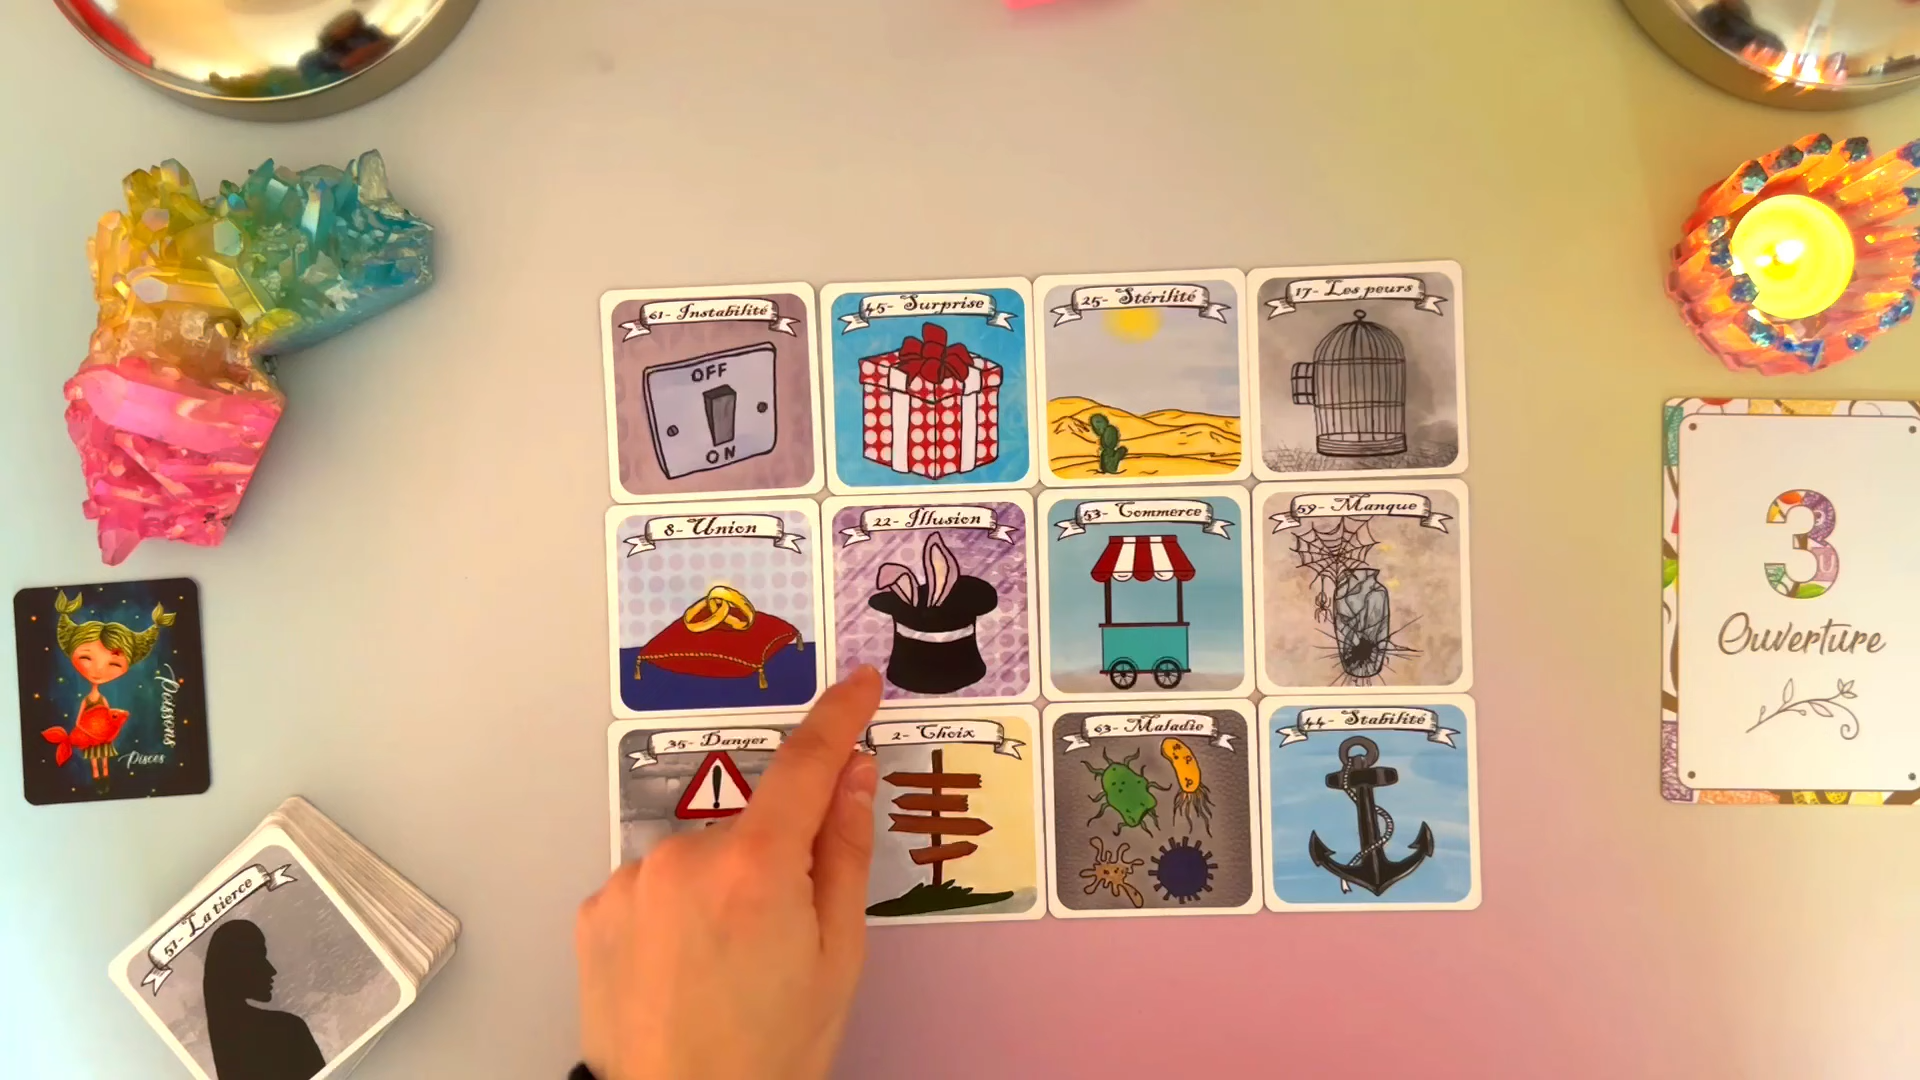 61- Instabilité
OFF
ON
45- Surprise
25- Stérilité
17- Les peurs
8- Union
22- Illusion
53- Commerce
59- Manque
35- Danger
2- Choix
63- Maladie
44- Stabilité
Poissons
Pisces
51- La tierce
3
Ouverture